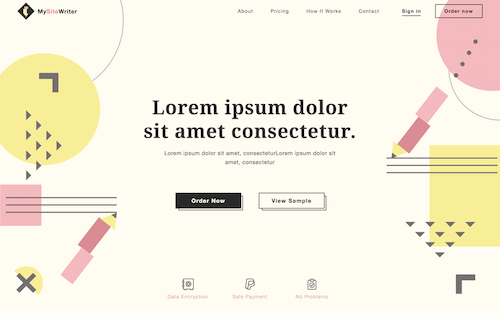 MySiteWriter
About
Pricing
How It Works
Contact
Sign in
Order now
Lorem ipsum dolor
sit amet consectetur.
Lorem ipsum dolor sit amet, consecteturLorem ipsum dolor sit
amet, consectetur
Order Now
View Sample
Data Encryption
Safe Payment
No Problems